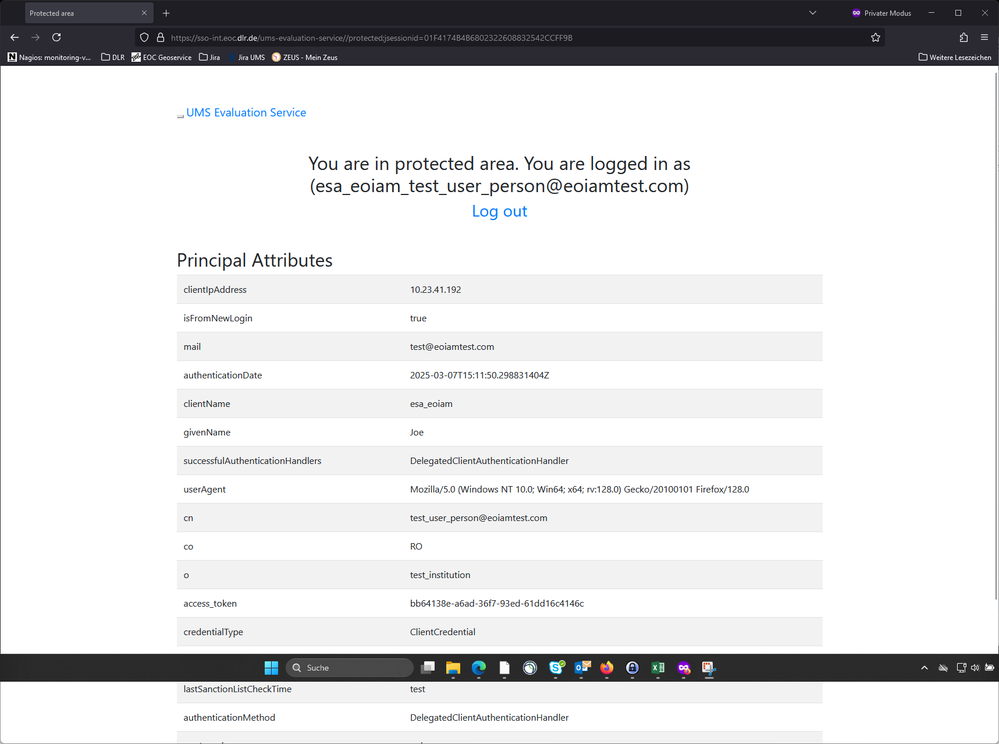 Protected area
Privater Modus
https://sso-int.eoc.dlr.de/ums-evaluation-service//protected;jsessionid=01F4174B4B6802322608832542CCFF9B
Nagios: monitoring-v... DLR EOC Geoservice Jira Jira UMS ZEUS - Mein Zeus Weitere Lesezeichen
UMS Evaluation Service
You are in protected area. You are logged in as
(esa_eoiam_test_user_person@eoiamtest.com)
Log out
Principal Attributes
clientIpAddress 10.23.41.192
isFromNewLogin true
mail test@eoiamtest.com
authenticationDate 2025-03-07T15:11:50.298831404Z
clientName esa_eoiam
givenName Joe
successfulAuthenticationHandlers DelegatedClientAuthenticationHandler
userAgent Mozilla/5.0 (Windows NT 10.0; Win64; x64; rv:128.0) Gecko/20100101 Firefox/128.0
cn test_user_person@eoiamtest.com
co RO
o test_institution
access_token bb64138e-a6ad-36f7-93ed-61dd16c4146c
credentialType ClientCredential
Suche
lastSanctionListCheckTime test
authenticationMethod DelegatedClientAuthenticationHandler